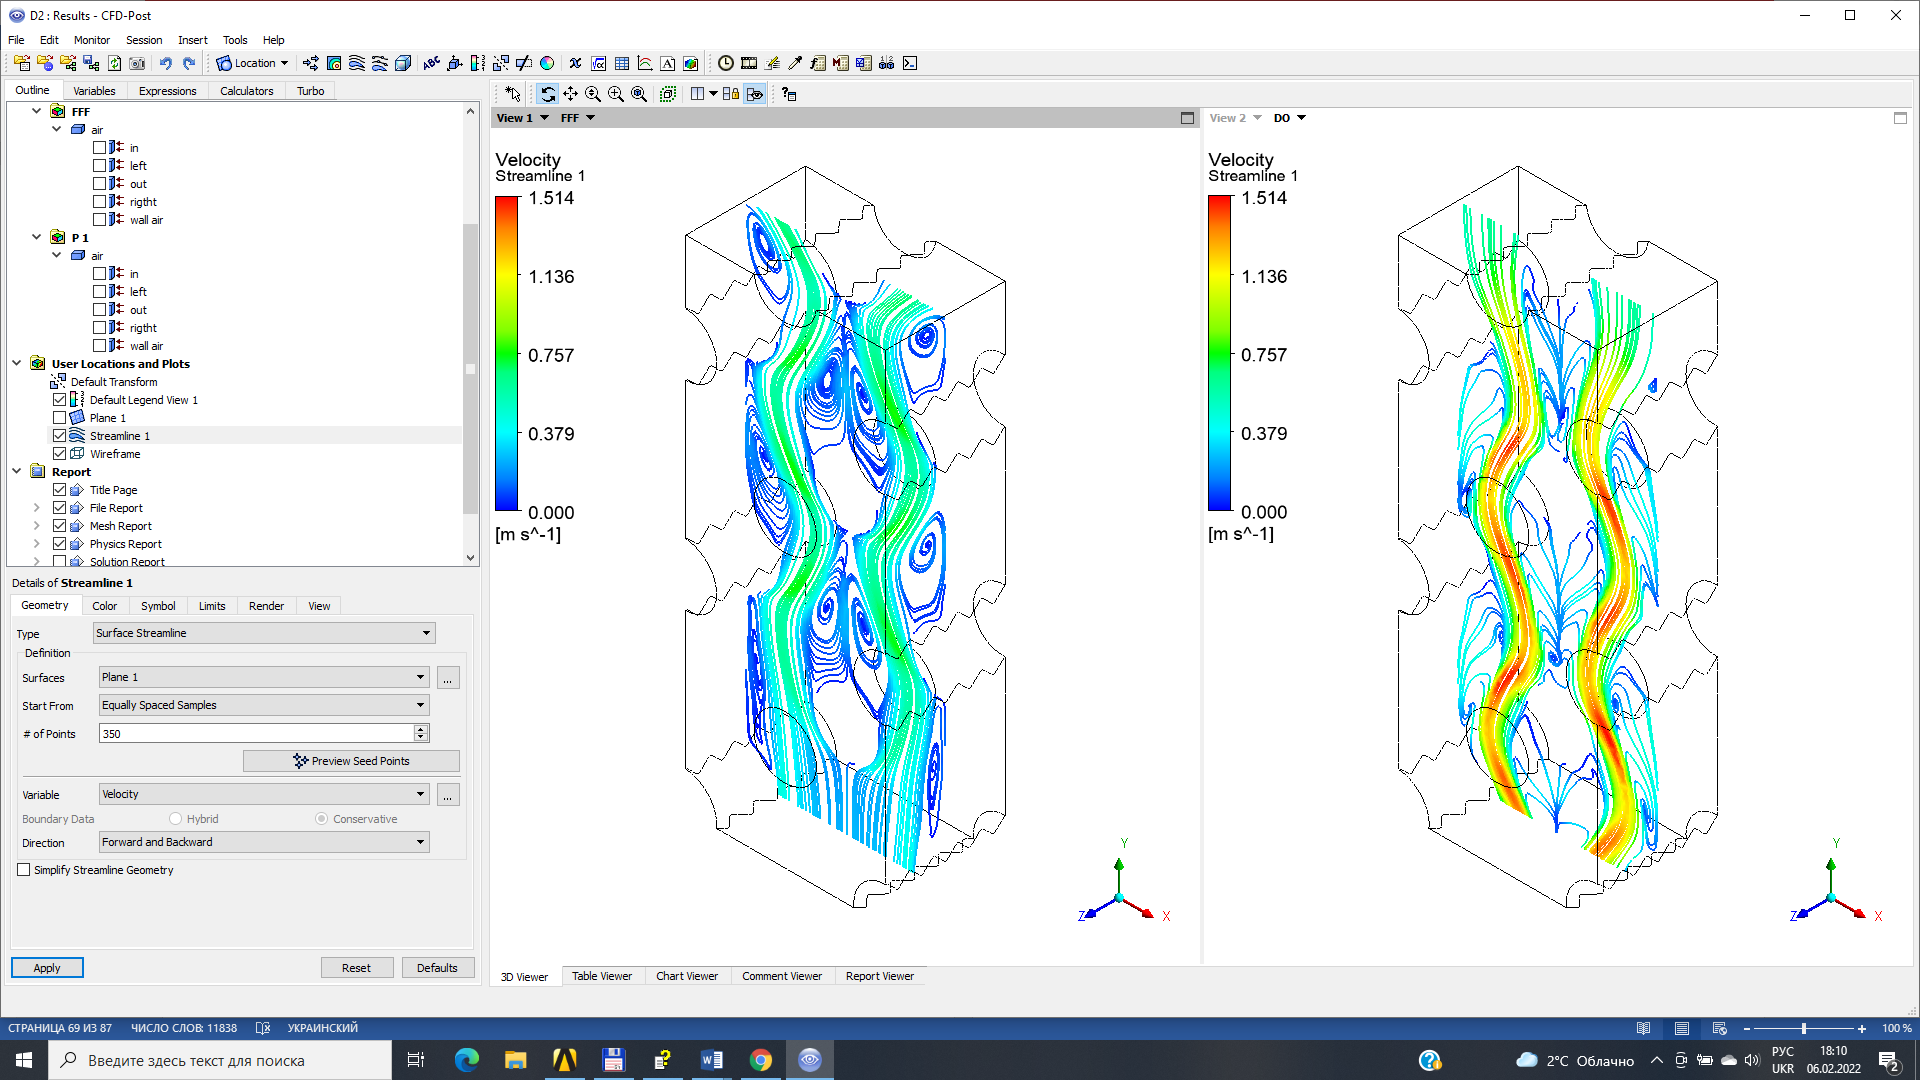 D2 : Results - CFD-Post
File Edit Monitor Session Insert Tools Help
Location
Outline Variables Expressions Calculators Turbo
FFF
air
in
left
out
rigtht
wall air
P 1
air
in
left
out
rigtht
wall air
User Locations and Plots
Default Transform
Default Legend View 1
Plane 1
Streamline 1
Wireframe
Report
Title Page
File Report
Mesh Report
Physics Report
Solution Report
Details of Streamline 1
Geometry Color Symbol Limits Render View
Type Surface Streamline
Definition
Surfaces Plane 1 ...
Start From Equally Spaced Samples
# of Points 350
Preview Seed Points
Variable Velocity ...
Boundary Data Hybrid Conservative
Direction Forward and Backward
Simplify Streamline Geometry
Apply Reset Defaults
View 1 FFF
Velocity
Streamline 1
1.514
1.136
0.757
0.379
0.000
[m s^-1]
Y
Z X
View 2 DO
Velocity
Streamline 1
1.514
1.136
0.757
0.379
0.000
[m s^-1]
Y
Z X
3D Viewer Table Viewer Chart Viewer Comment Viewer Report Viewer
СТРАНИЦА 69 ИЗ 87 ЧИСЛО СЛОВ: 11838 УКРАИНСКИЙ 100 %
Введите здесь текст для поиска
2°C Облачно
РУС
UKR
18:10
06.02.2022
2